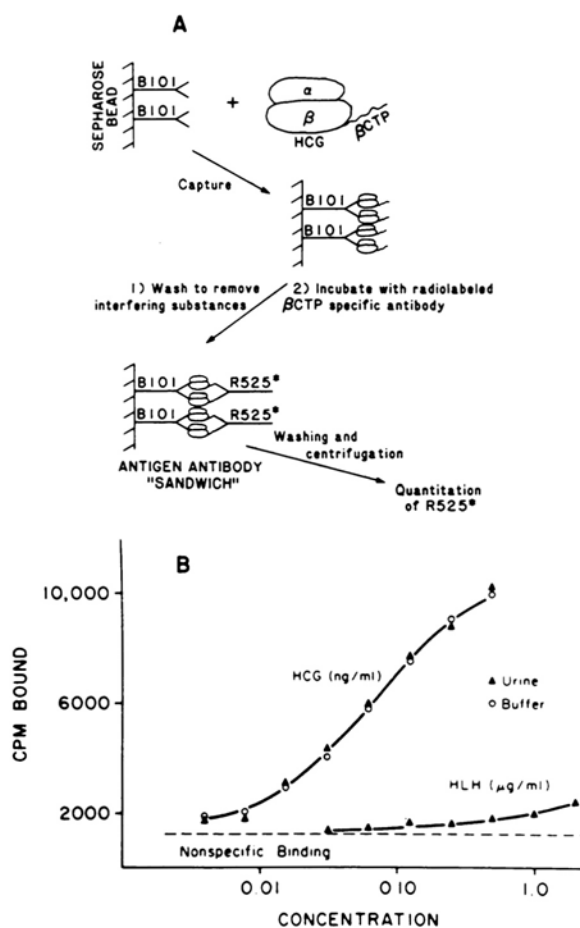 A
SEPHAROSE
BEAD
B101
B101
+
α
β
HCG
βCTP
Capture
B101
B101
1) Wash to remove
interfering substances
2) Incubate with radiolabeled
βCTP specific antibody
B101
R525*
B101
R525*
ANTIGEN ANTIBODY
"SANDWICH"
Washing and
centrifugation
Quantitation
of R525*
B
10,000
6000
2000
CPM BOUND
HCG (ng/ml)
▲ Urine
○ Buffer
HLH (μg/ml)
Nonspecific Binding
0.01
0.10
1.0
CONCENTRATION